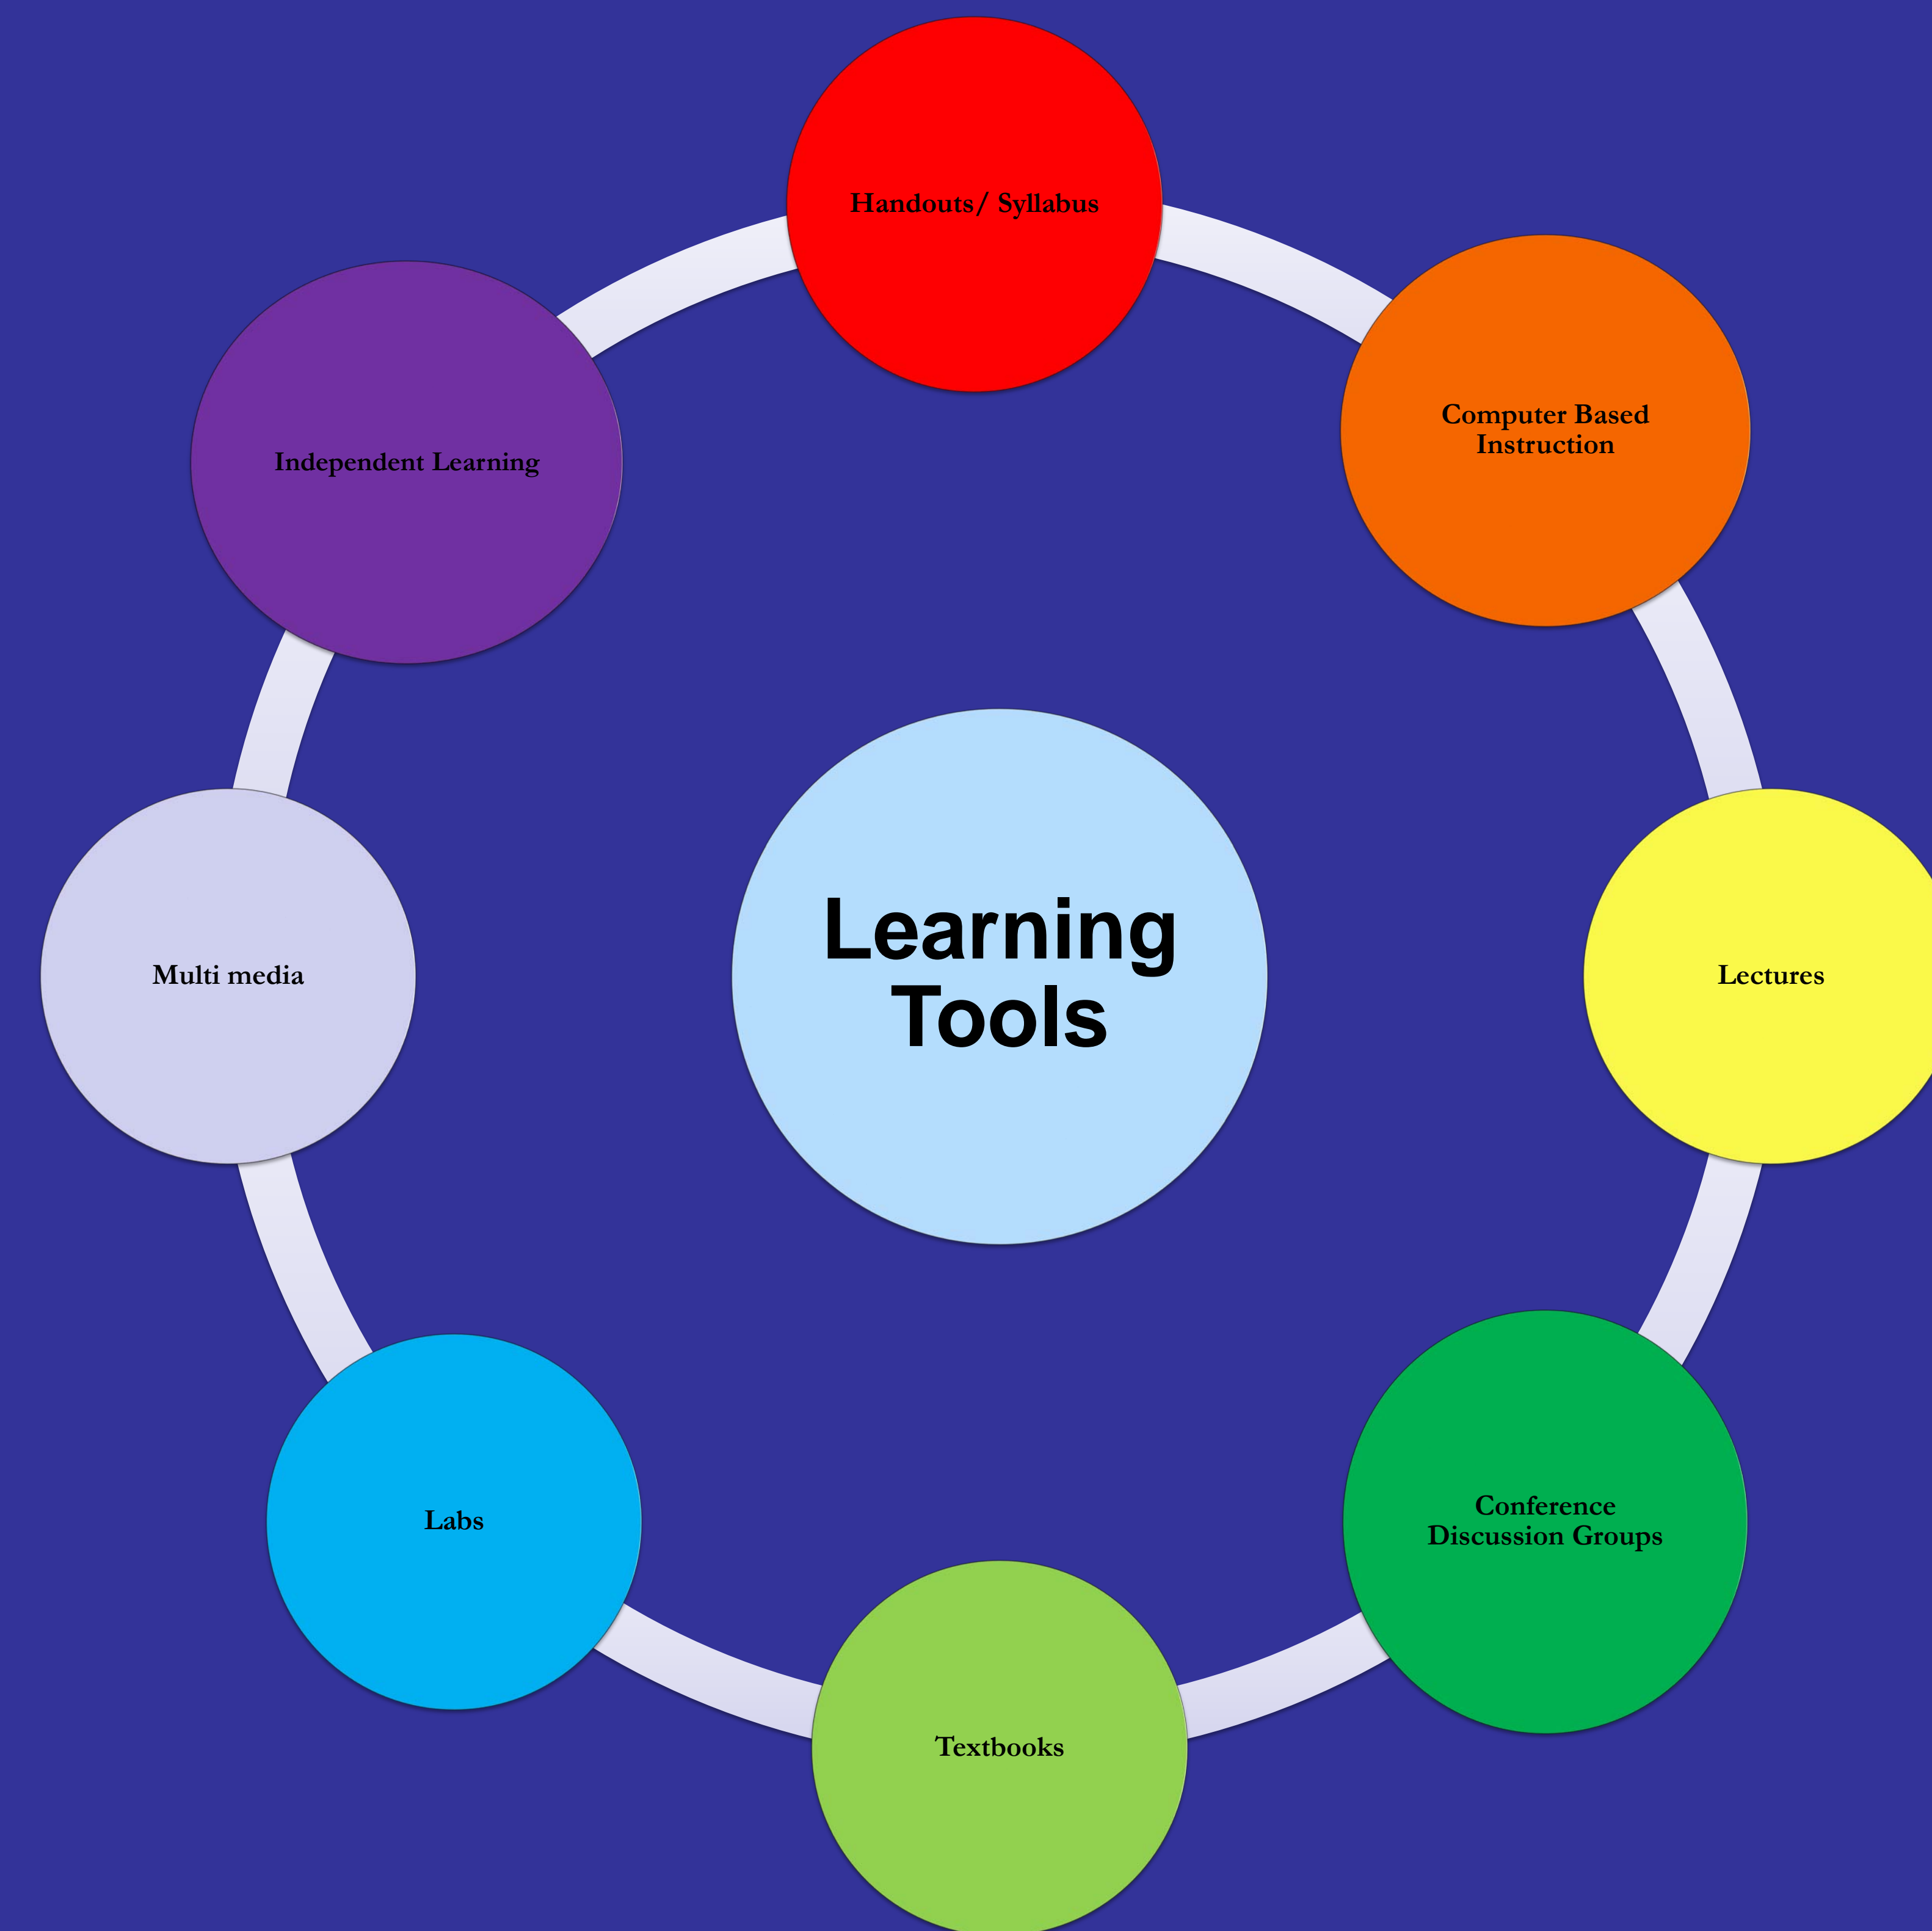 Handouts/ Syllabus
Computer Based
Instruction
Independent Learning
Learning
Tools
Multi media
Lectures
Labs
Conference
Discussion Groups
Textbooks